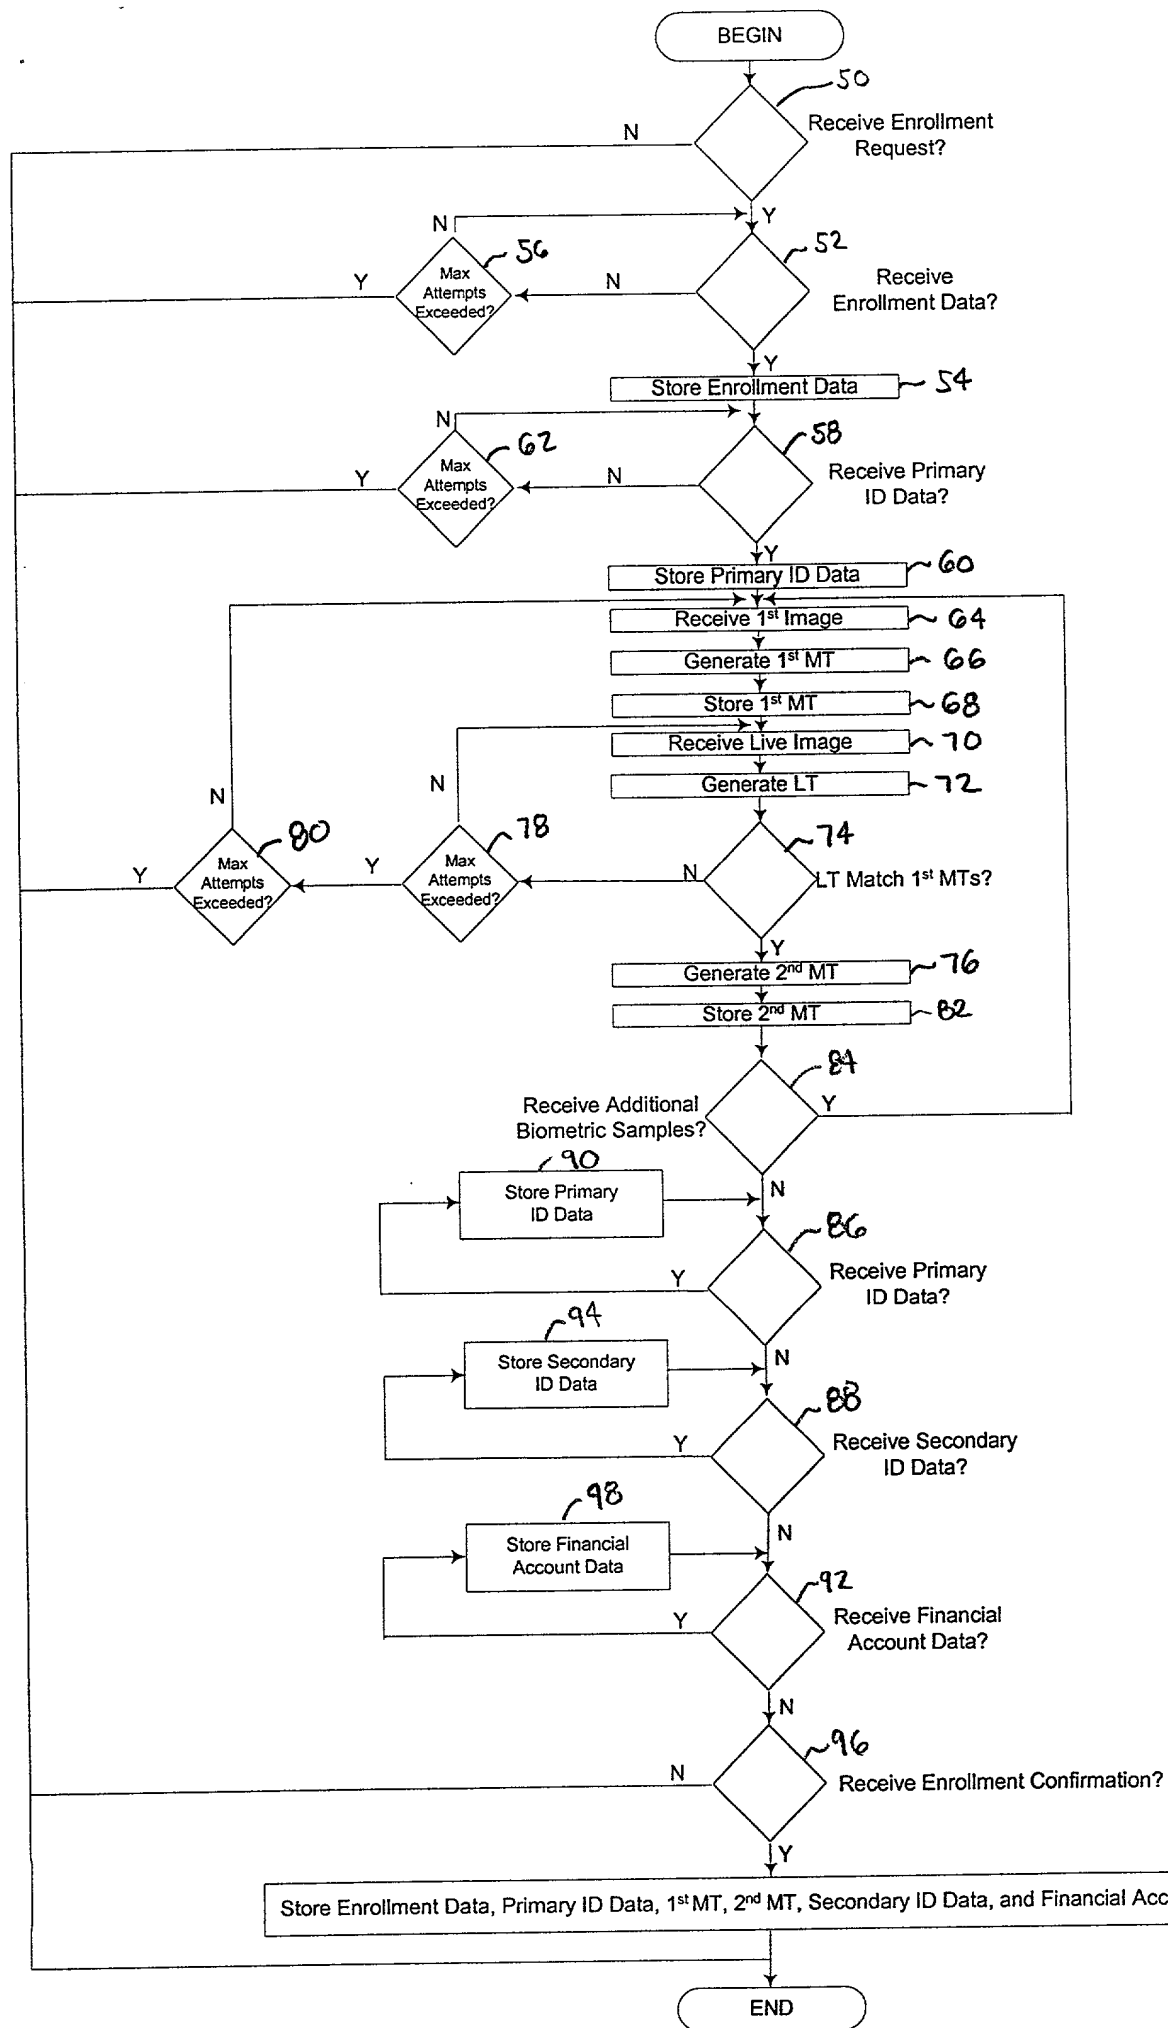 BEGIN
50
Receive Enrollment
Request?
N
Y
N
52
56
Max
Attempts
Exceeded?
Y
N
Receive
Enrollment Data?
Y
Store Enrollment Data
54
N
58
62
Max
Attempts
Exceeded?
Y
N
Receive Primary
ID Data?
Y
Store Primary ID Data
60
Receive 1st Image
64
Generate 1st MT
66
Store 1st MT
68
Receive Live Image
70
Generate LT
72
N
N
80
78
74
Max
Attempts
Exceeded?
Y
Max
Attempts
Exceeded?
Y
N
LT Match 1st MTs?
Y
Generate 2nd MT
76
Store 2nd MT
82
84
Receive Additional
Biometric Samples?
Y
N
90
Store Primary
ID Data
86
Receive Primary
ID Data?
Y
N
94
Store Secondary
ID Data
88
Receive Secondary
ID Data?
Y
N
98
Store Financial
Account Data
92
Receive Financial
Account Data?
Y
N
96
Receive Enrollment Confirmation?
N
Y
Store Enrollment Data, Primary ID Data, 1st MT, 2nd MT, Secondary ID Data, and Financial Acc
END